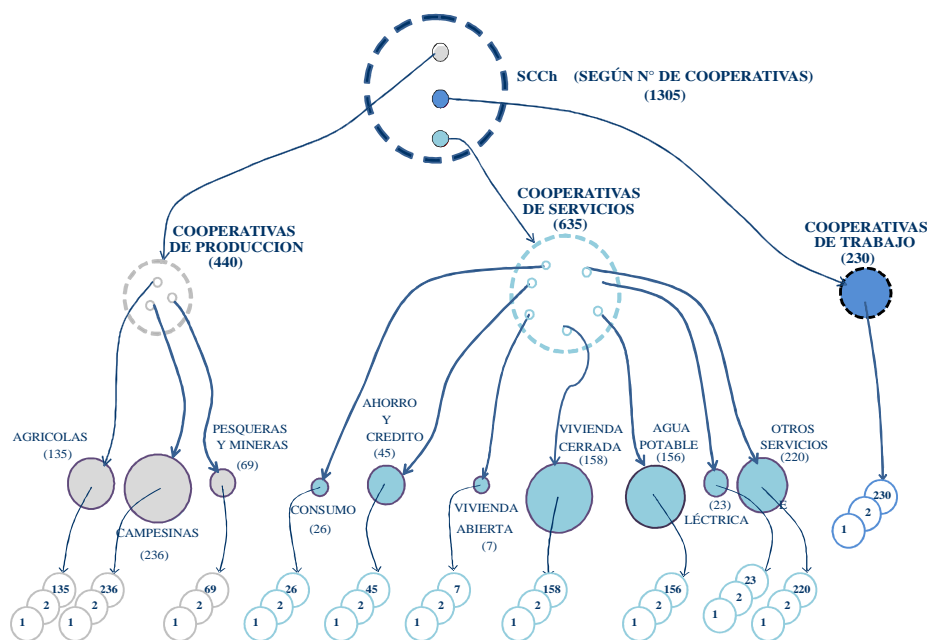 SCCh (SEGÚN N° DE COOPERATIVAS)
(1305)
COOPERATIVAS
DE SERVICIOS
(635)
COOPERATIVAS
DE PRODUCCION
(440)
COOPERATIVAS
DE TRABAJO
(230)
AGRICOLAS
(135)
CAMPESINAS
(236)
PESQUERAS
Y MINERAS
(69)
CONSUMO
(26)
AHORRO
Y
CREDITO
(45)
VIVIENDA
ABIERTA
(7)
VIVIENDA
CERRADA
(158)
AGUA
POTABLE
(156)
(23)
E
LÉCTRICA
OTROS
SERVICIOS
(220)
1 2 230
1 2 135
1 2 236
1 2 69
1 2 26
1 2 45
1 2 7
1 2 158
1 2 156
1 2 23
1 2 220